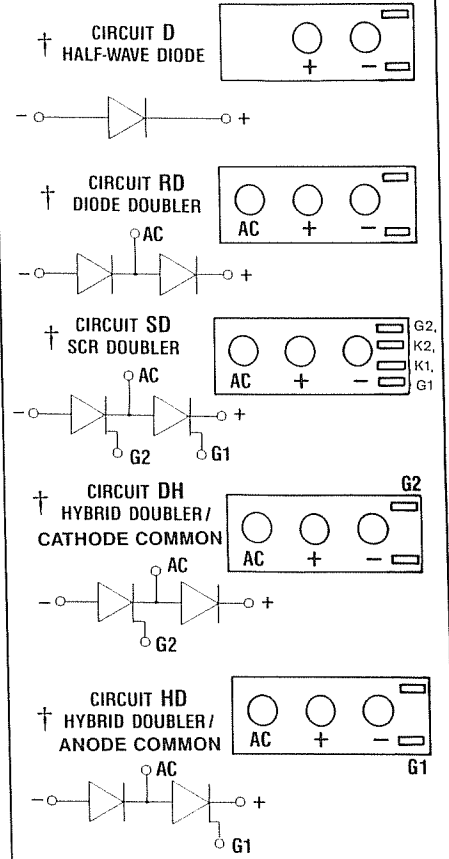 † CIRCUIT D
HALF-WAVE DIODE
+ −
− +
† CIRCUIT RD
DIODE DOUBLER
AC + −
AC
− +
† CIRCUIT SD
SCR DOUBLER
G2,
K2,
K1,
G1
AC + −
AC
− +
G2 G1
† CIRCUIT DH
HYBRID DOUBLER/
CATHODE COMMON
G2
AC + −
AC
− +
G2
† CIRCUIT HD
HYBRID DOUBLER/
ANODE COMMON
AC + −
G1
AC
− +
G1